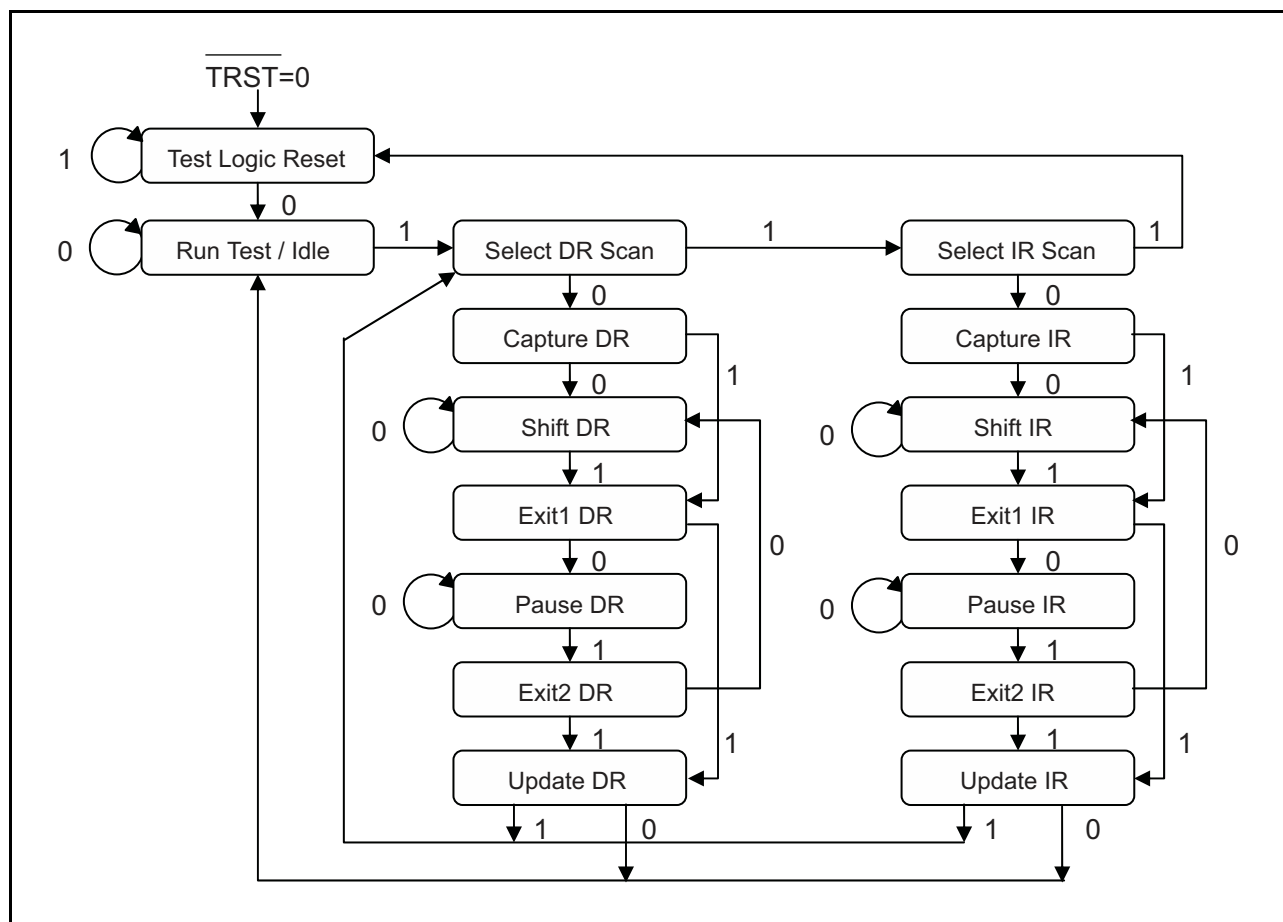 TRST=0
1
Test Logic Reset
0
0
Run Test / Idle
1
Select DR Scan
1
Select IR Scan
1
0
0
Capture DR
Capture IR
1
1
0
0
0
Shift DR
0
Shift IR
1
1
Exit1 DR
Exit1 IR
0
0
0
0
0
Pause DR
0
Pause IR
1
1
Exit2 DR
Exit2 IR
1
1
1
1
Update DR
Update IR
1
0
1
0